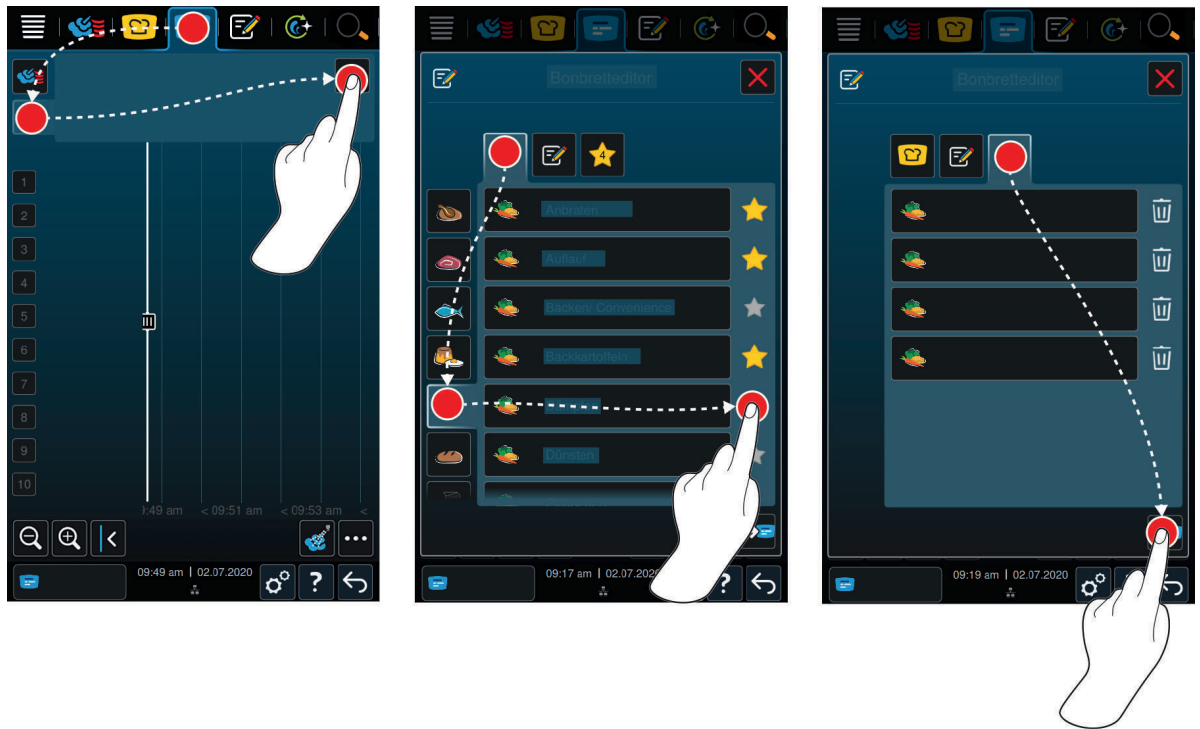 1
2
3
4
5
6
7
8
9
10
:49 am < 09:51 am < 09:53 am <
09:49 am | 02.07.2020
?
Bonbretteditor
4
Anbraten
Auflauf
Backen/ Convenience
Backkartoffeln
Dünsten
09:17 am | 02.07.202
?
Bonbretteditor
09:19 am | 02.07.2020